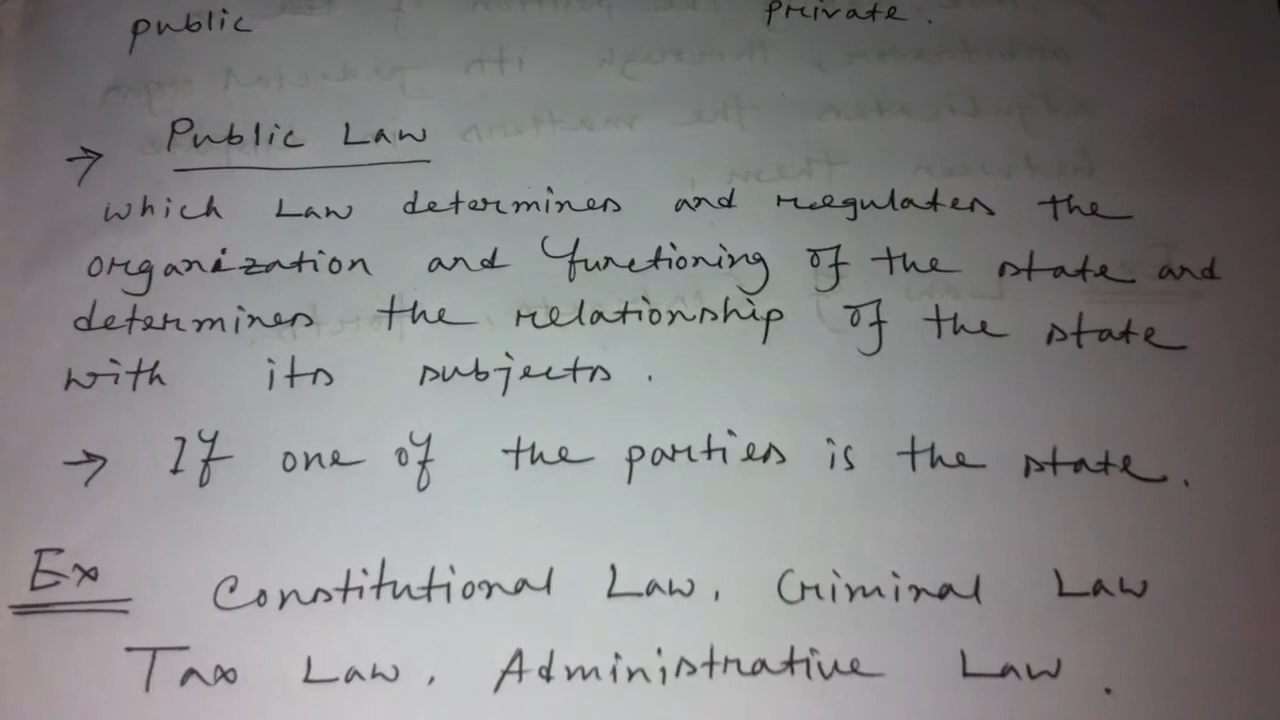 public private.
→ Public Law
which Law determines and regulates the
organization and functioning of the state and
determines the relationship of the state
with its subjects.
→ If one of the parties is the state.
Ex Constitutional Law, Criminal Law
Tax Law, Administrative Law.